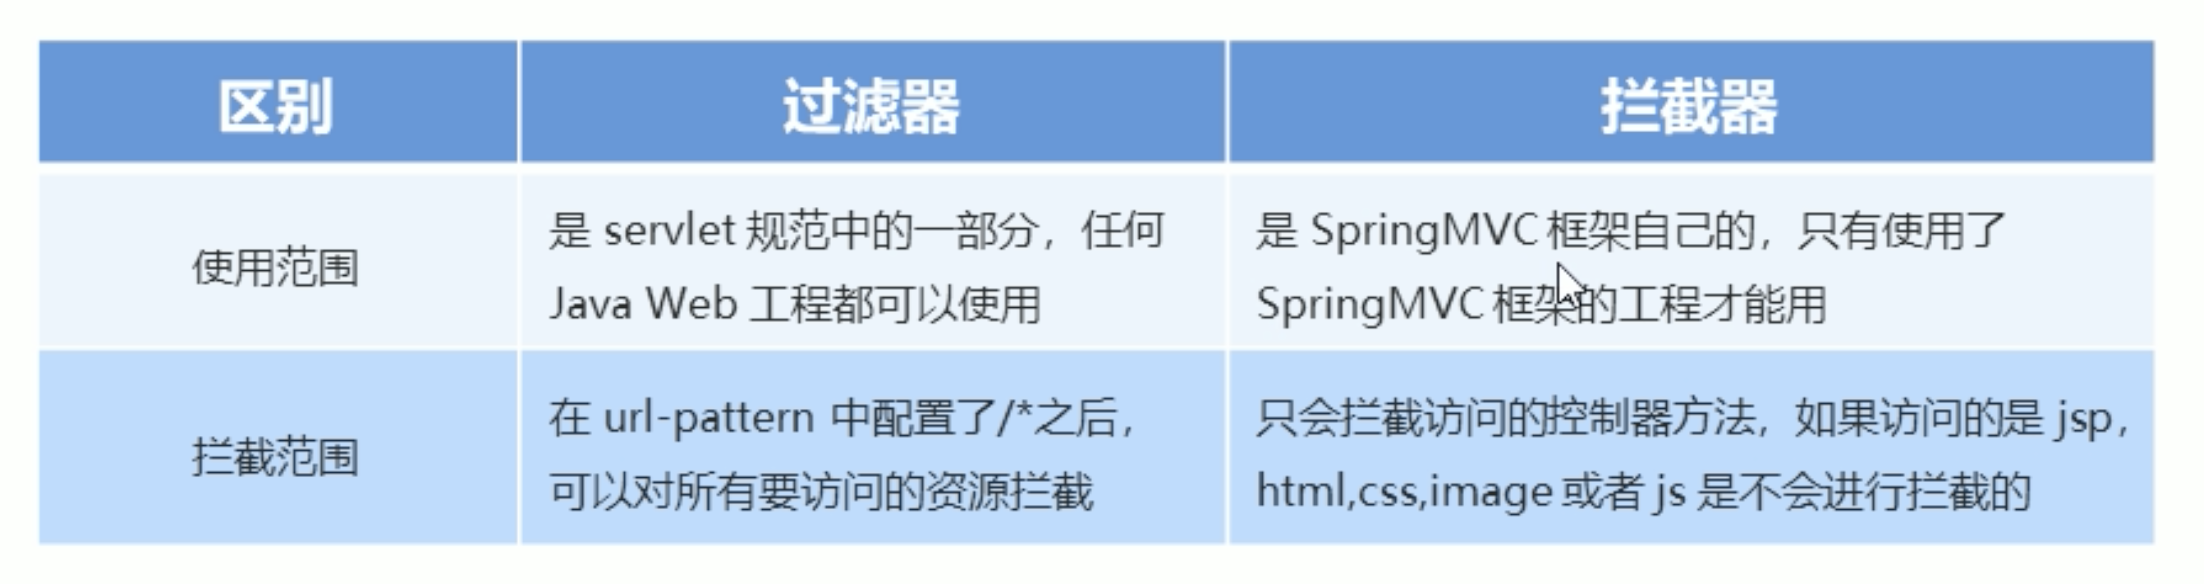 区别
过滤器
拦截器
使用范围
是 servlet 规范中的一部分，任何
Java Web 工程都可以使用
是 SpringMVC 框架自己的，只有使用了
SpringMVC 框架的工程才能用
拦截范围
在 url-pattern 中配置了/*之后，
可以对所有要访问的资源拦截
只会拦截访问的控制器方法，如果访问的是 jsp，
html,css,image 或者 js 是不会进行拦截的